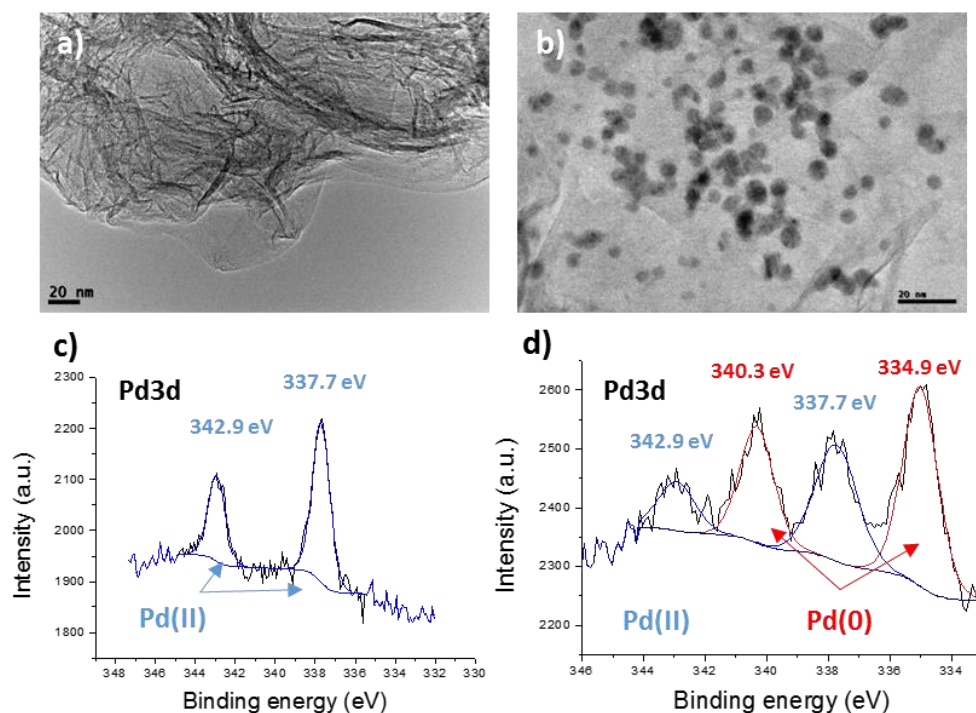 a)
20 nm
b)
20 nm
c)
Pd3d
337.7 eV
342.9 eV
Pd(II)
Intensity (a.u.)
2300
2200
2100
2000
1900
1800
348 346 344 342 340 338 336 334 332 330
Binding energy (eV)
d)
Pd3d
340.3 eV
334.9 eV
337.7 eV
342.9 eV
Pd(II)
Pd(0)
Intensity (a.u.)
2600
2500
2400
2300
2200
346 344 342 340 338 336 334
Binding energy (eV)